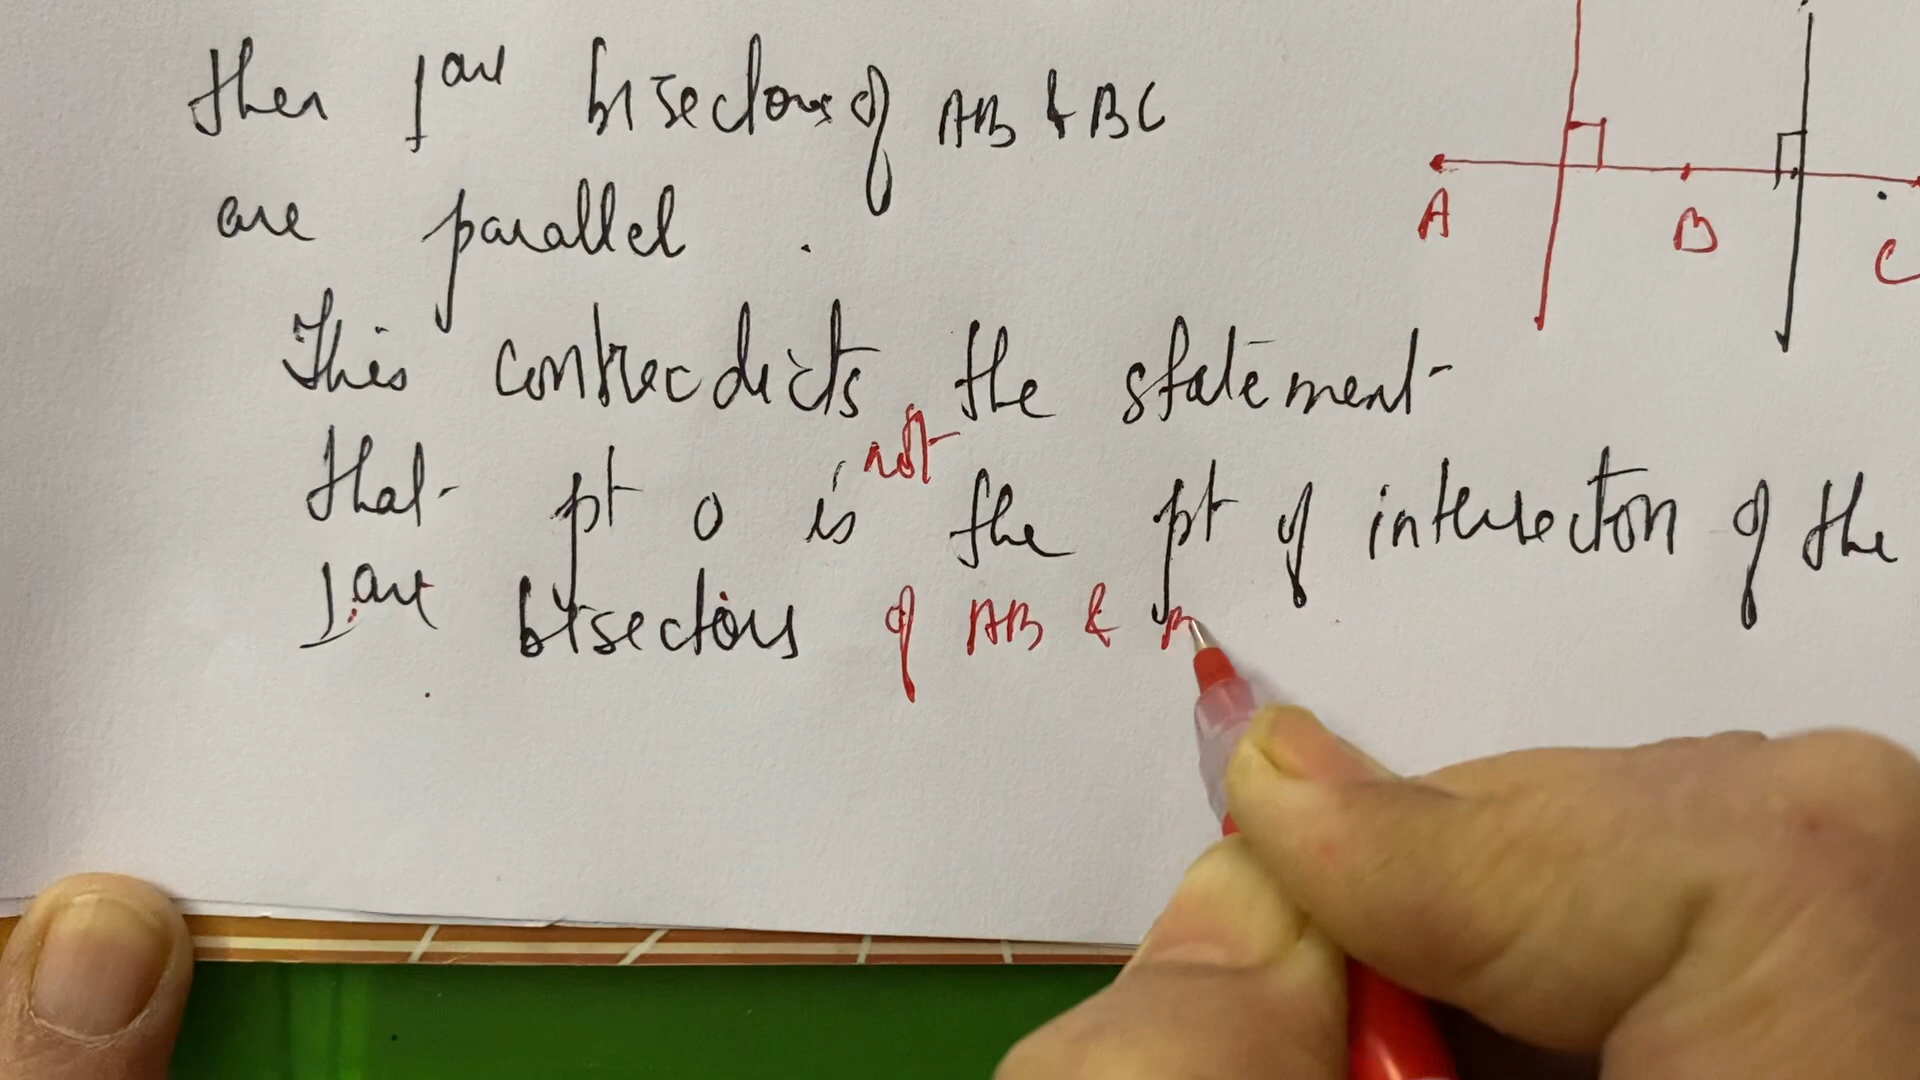 then ⊥ar bisectors of AB & BC
are parallel .
This contradicts the statement
that pt O is not the pt of intersection of the
⊥ar bisectors of AB & B
A B C